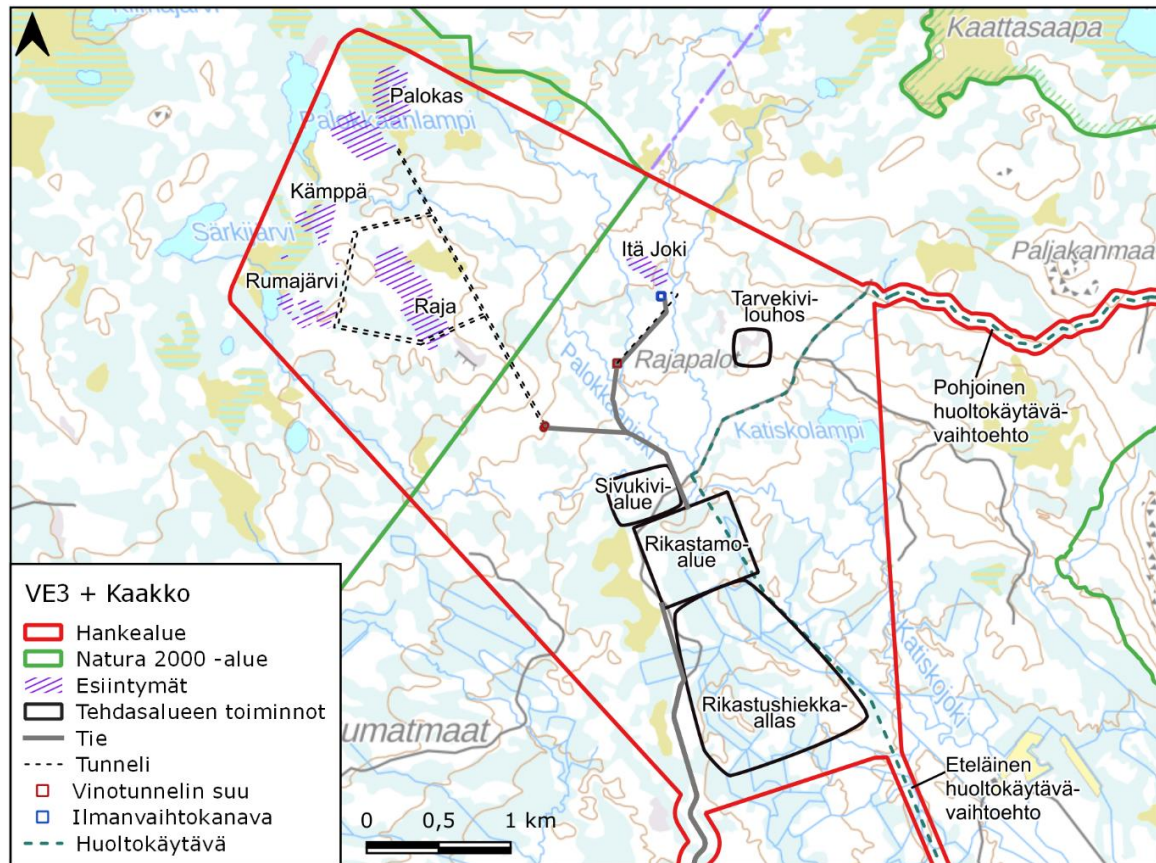 Kaattasaapa
Palokas
Palokkaanlampi
Kämppä
Särkijärvi
Itä Joki
Paljakanmaa
Rumajärvi
Raja
Tarvekivi-
louhos
Rajapalot
Pohjoinen
huoltokäytävä-
vaihtoehto
Katiskolampi
Sivukivi-
alue
Rikastamo-
alue
Katiskojoki
Rikastushiekka-
allas
umatmaat
Eteläinen
huoltokäytävä-
vaihtoehto
VE3 + Kaakko
Hankealue
Natura 2000 -alue
Esiintymät
Tehdasalueen toiminnot
Tie
Tunneli
Vinotunnelin suu
Ilmanvaihtokanava
Huoltokäytävä
0 0,5 1 km